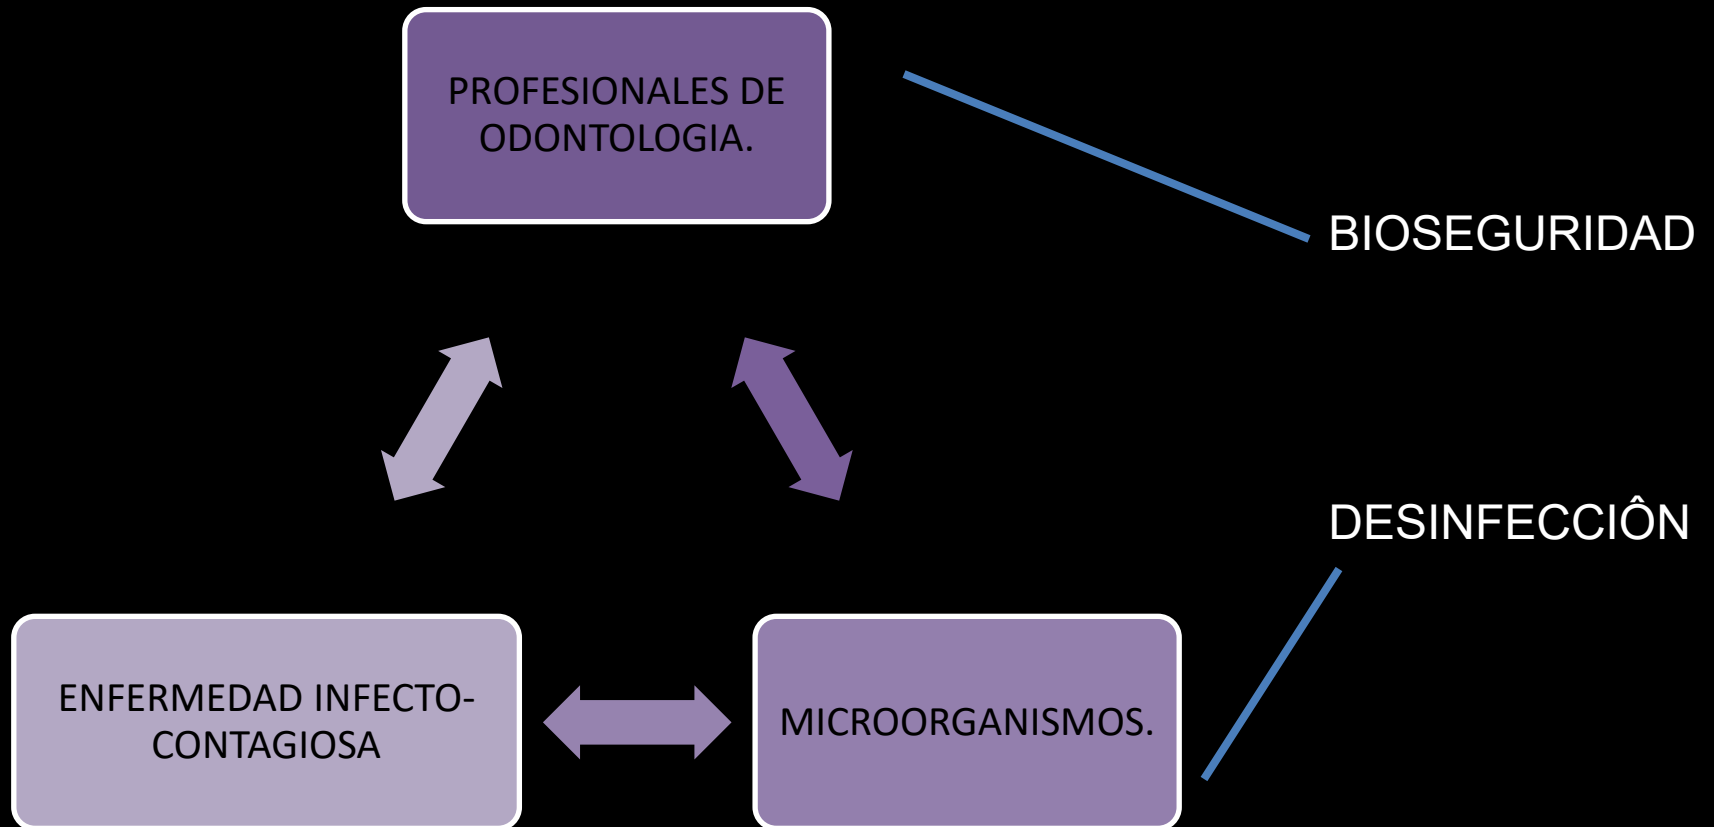 PROFESIONALES DE
ODONTOLOGIA.
BIOSEGURIDAD
DESINFECCIÔN
ENFERMEDAD INFECTO-
CONTAGIOSA
MICROORGANISMOS.